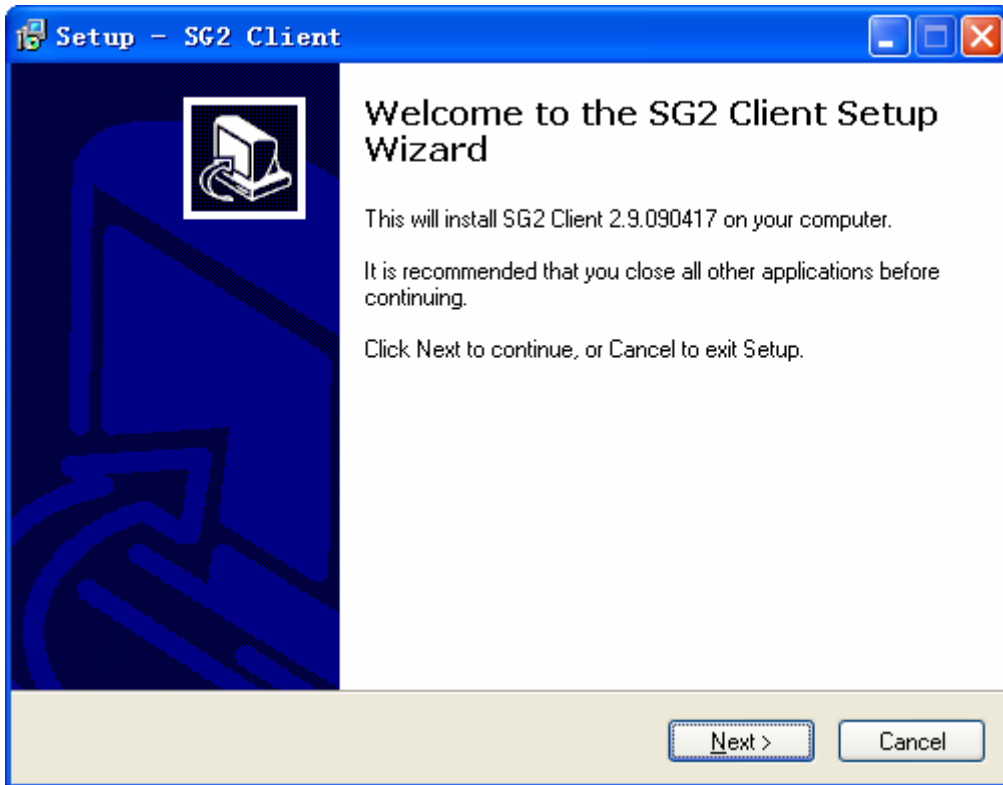 Setup - SG2 Client
Welcome to the SG2 Client Setup
Wizard
This will install SG2 Client 2.9.090417 on your computer.
It is recommended that you close all other applications before
continuing.
Click Next to continue, or Cancel to exit Setup.
Next >
Cancel